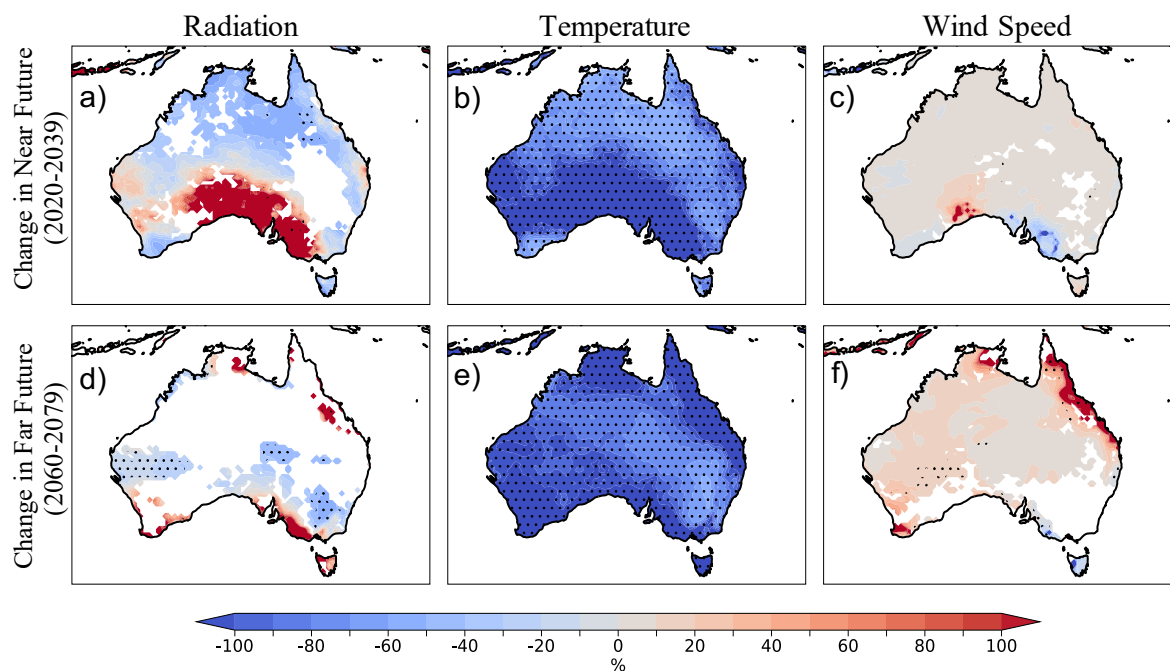 Radiation Temperature Wind Speed
Change in Near Future
(2020-2039)
a) b) c)
Change in Far Future
(2060-2079)
d) e) f)
-100 -80 -60 -40 -20 0 20 40 60 80 100
%